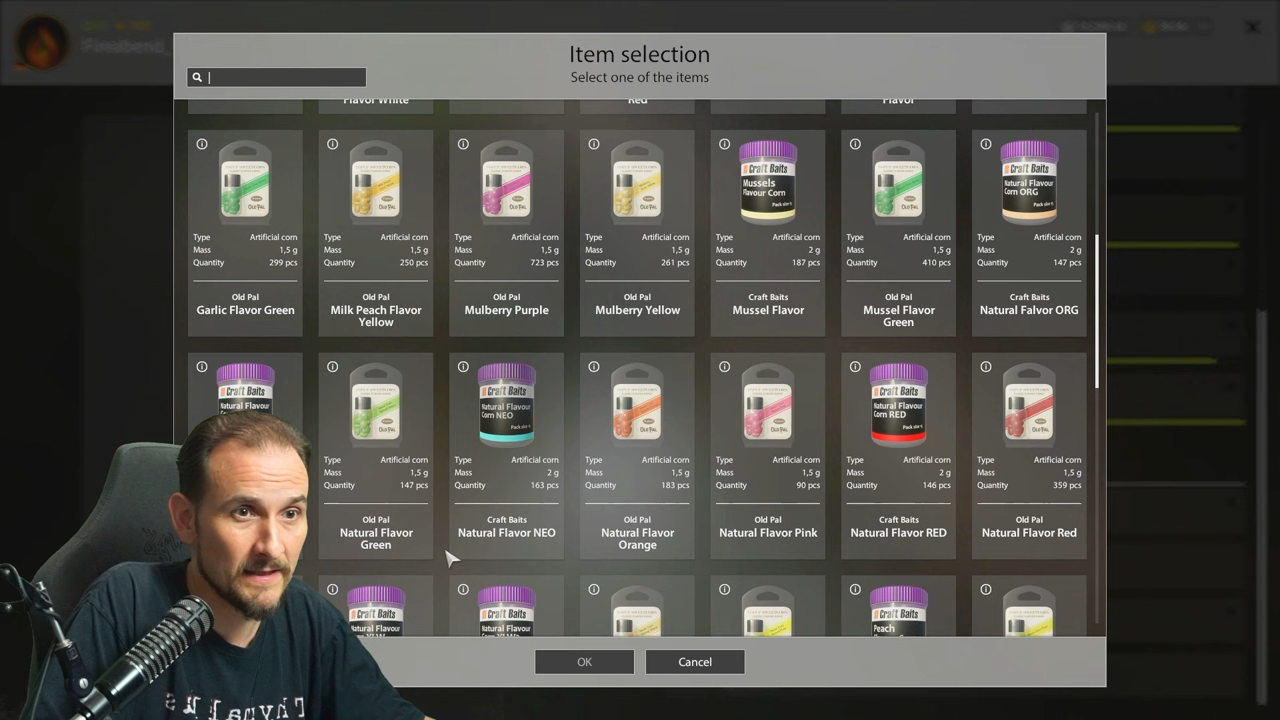 Item selection
Select one of the items
Flavor White
Red
Flavor
Type Artificial corn
Mass 1,5 g
Quantity 299 pcs
Old Pal
Garlic Flavor Green
Type Artificial corn
Mass 1,5 g
Quantity 250 pcs
Old Pal
Milk Peach Flavor
Yellow
Type Artificial corn
Mass 1,5 g
Quantity 723 pcs
Old Pal
Mulberry Purple
Type Artificial corn
Mass 1,5 g
Quantity 261 pcs
Old Pal
Mulberry Yellow
Craft Baits
Mussels
Flavour Corn
Type Artificial corn
Mass 2 g
Quantity 187 pcs
Craft Baits
Mussel Flavor
Type Artificial corn
Mass 1,5 g
Quantity 410 pcs
Old Pal
Mussel Flavor
Green
Craft Baits
Natural Flavour
Corn ORG
Type Artificial corn
Mass 2 g
Quantity 147 pcs
Craft Baits
Natural Falvor ORG
Craft Baits
Natural Flavour
Type Artificial corn
Mass 1,5 g
Quantity 147 pcs
Old Pal
Natural Flavor
Green
Craft Baits
Natural Flavour
Corn NEO
Type Artificial corn
Mass 2 g
Quantity 163 pcs
Craft Baits
Natural Flavor NEO
Type Artificial corn
Mass 1,5 g
Quantity 183 pcs
Old Pal
Natural Flavor
Orange
Type Artificial corn
Mass 1,5 g
Quantity 90 pcs
Old Pal
Natural Flavor Pink
Craft Baits
Natural Flavour
Corn RED
Type Artificial corn
Mass 2 g
Quantity 146 pcs
Craft Baits
Natural Flavor RED
Type Artificial corn
Mass 1,5 g
Quantity 359 pcs
Old Pal
Natural Flavor Red
Craft Baits
Natural Flavour
Craft Baits
Natural Flavour
Craft Baits
Peach
OK
Cancel